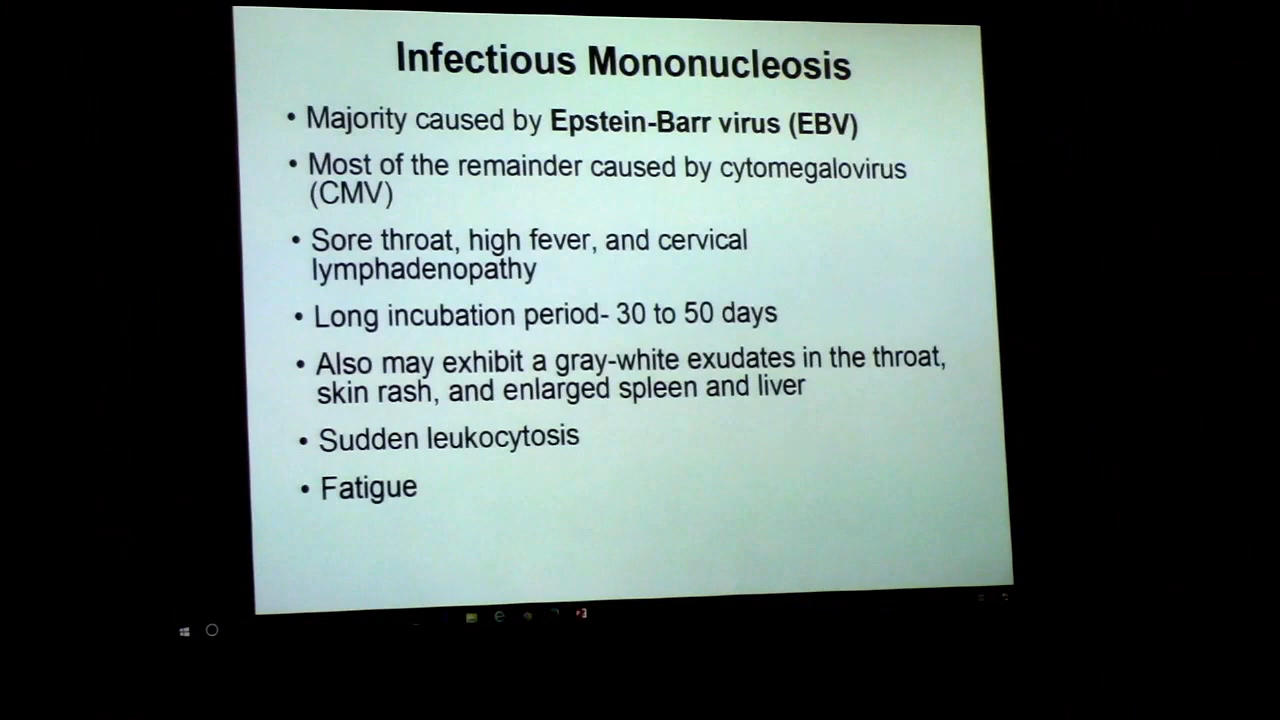 Infectious Mononucleosis
• Majority caused by Epstein-Barr virus (EBV)
• Most of the remainder caused by cytomegalovirus
(CMV)
• Sore throat, high fever, and cervical
lymphadenopathy
• Long incubation period- 30 to 50 days
• Also may exhibit a gray-white exudates in the throat,
skin rash, and enlarged spleen and liver
• Sudden leukocytosis
• Fatigue